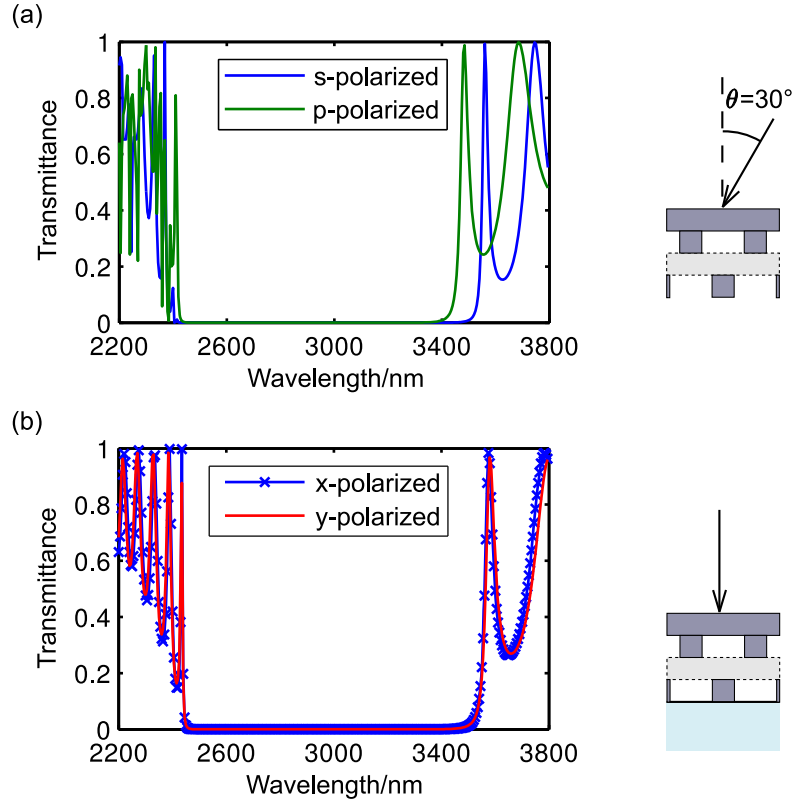 (a)
1
0.8
0.6
0.4
0.2
0
Transmittance
s-polarized
p-polarized
2200 2600 3000 3400 3800
Wavelength/nm
θ=30°
(b)
1
0.8
0.6
0.4
0.2
0
Transmittance
x-polarized
y-polarized
2200 2600 3000 3400 3800
Wavelength/nm